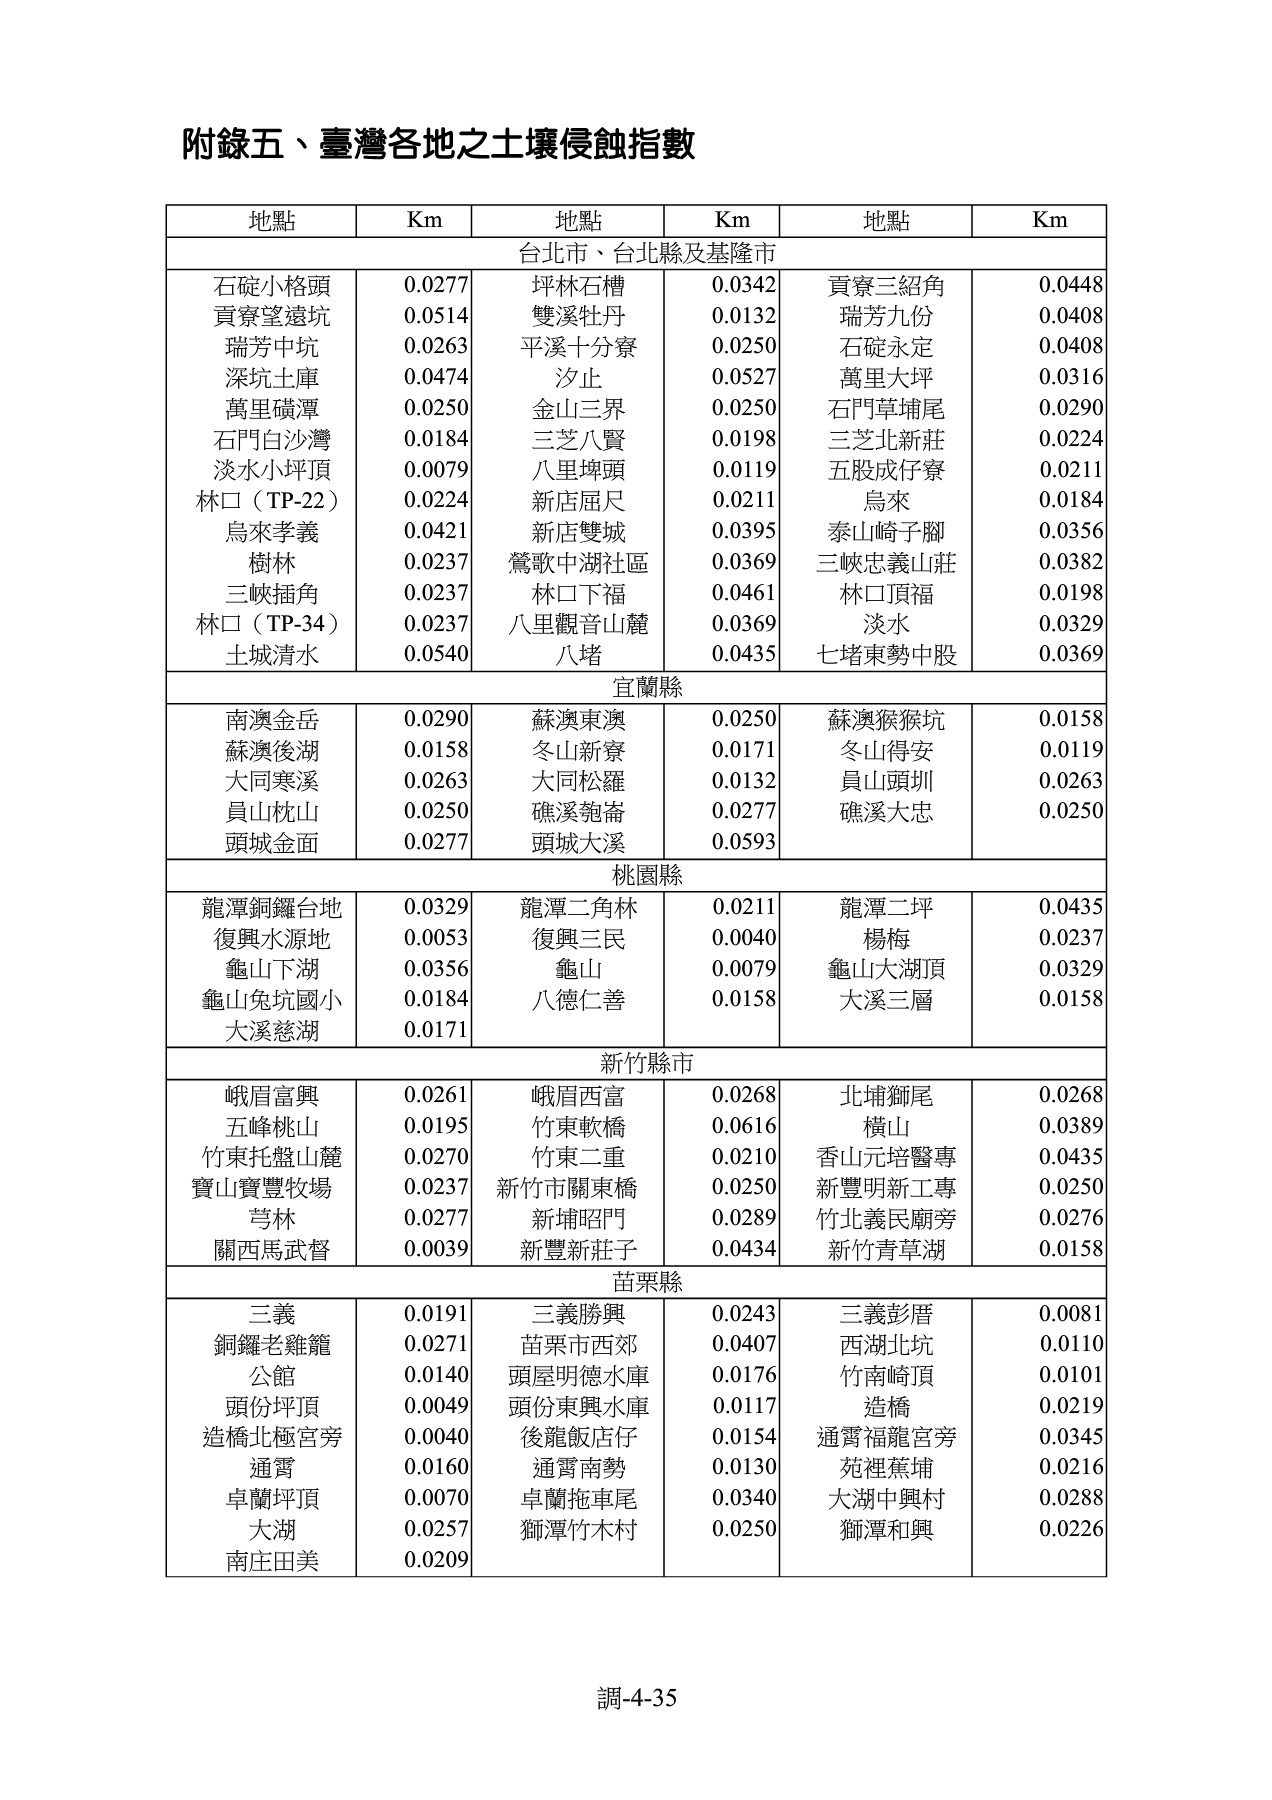 附錄五、臺灣各地之土壤侵蝕指數
地點 Km 地點 Km 地點 Km
台北市、台北縣及基隆市
石碇小格頭 0.0277 坪林石槽 0.0342 貢寮三紹角 0.0448
貢寮望遠坑 0.0514 雙溪牡丹 0.0132 瑞芳九份 0.0408
瑞芳中坑 0.0263 平溪十分寮 0.0250 石碇永定 0.0408
深坑土庫 0.0474 汐止 0.0527 萬里大坪 0.0316
萬里磺潭 0.0250 金山三界 0.0250 石門草埔尾 0.0290
石門白沙灣 0.0184 三芝八賢 0.0198 三芝北新莊 0.0224
淡水小坪頂 0.0079 八里埤頭 0.0119 五股成仔寮 0.0211
林口（TP-22） 0.0224 新店屈尺 0.0211 烏來 0.0184
烏來孝義 0.0421 新店雙城 0.0395 泰山崎子腳 0.0356
樹林 0.0237 鶯歌中湖社區 0.0369 三峽忠義山莊 0.0382
三峽插角 0.0237 林口下福 0.0461 林口頂福 0.0198
林口（TP-34） 0.0237 八里觀音山麓 0.0369 淡水 0.0329
土城清水 0.0540 八堵 0.0435 七堵東勢中股 0.0369
宜蘭縣
南澳金岳 0.0290 蘇澳東澳 0.0250 蘇澳猴猴坑 0.0158
蘇澳後湖 0.0158 冬山新寮 0.0171 冬山得安 0.0119
大同寒溪 0.0263 大同松羅 0.0132 員山頭圳 0.0263
員山枕山 0.0250 礁溪匏崙 0.0277 礁溪大忠 0.0250
頭城金面 0.0277 頭城大溪 0.0593
桃園縣
龍潭銅鑼台地 0.0329 龍潭二角林 0.0211 龍潭二坪 0.0435
復興水源地 0.0053 復興三民 0.0040 楊梅 0.0237
龜山下湖 0.0356 龜山 0.0079 龜山大湖頂 0.0329
龜山兔坑國小 0.0184 八德仁善 0.0158 大溪三層 0.0158
大溪慈湖 0.0171
新竹縣市
峨眉富興 0.0261 峨眉西富 0.0268 北埔獅尾 0.0268
五峰桃山 0.0195 竹東軟橋 0.0616 橫山 0.0389
竹東托盤山麓 0.0270 竹東二重 0.0210 香山元培醫專 0.0435
寶山寶豐牧場 0.0237 新竹市關東橋 0.0250 新豐明新工專 0.0250
芎林 0.0277 新埔昭門 0.0289 竹北義民廟旁 0.0276
關西馬武督 0.0039 新豐新莊子 0.0434 新竹青草湖 0.0158
苗栗縣
三義 0.0191 三義勝興 0.0243 三義彭厝 0.0081
銅鑼老雞籠 0.0271 苗栗市西郊 0.0407 西湖北坑 0.0110
公館 0.0140 頭屋明德水庫 0.0176 竹南崎頂 0.0101
頭份坪頂 0.0049 頭份東興水庫 0.0117 造橋 0.0219
造橋北極宮旁 0.0040 後龍飯店仔 0.0154 通霄福龍宮旁 0.0345
通霄 0.0160 通霄南勢 0.0130 苑裡蕉埔 0.0216
卓蘭坪頂 0.0070 卓蘭拖車尾 0.0340 大湖中興村 0.0288
大湖 0.0257 獅潭竹木村 0.0250 獅潭和興 0.0226
南庄田美 0.0209
調-4-35